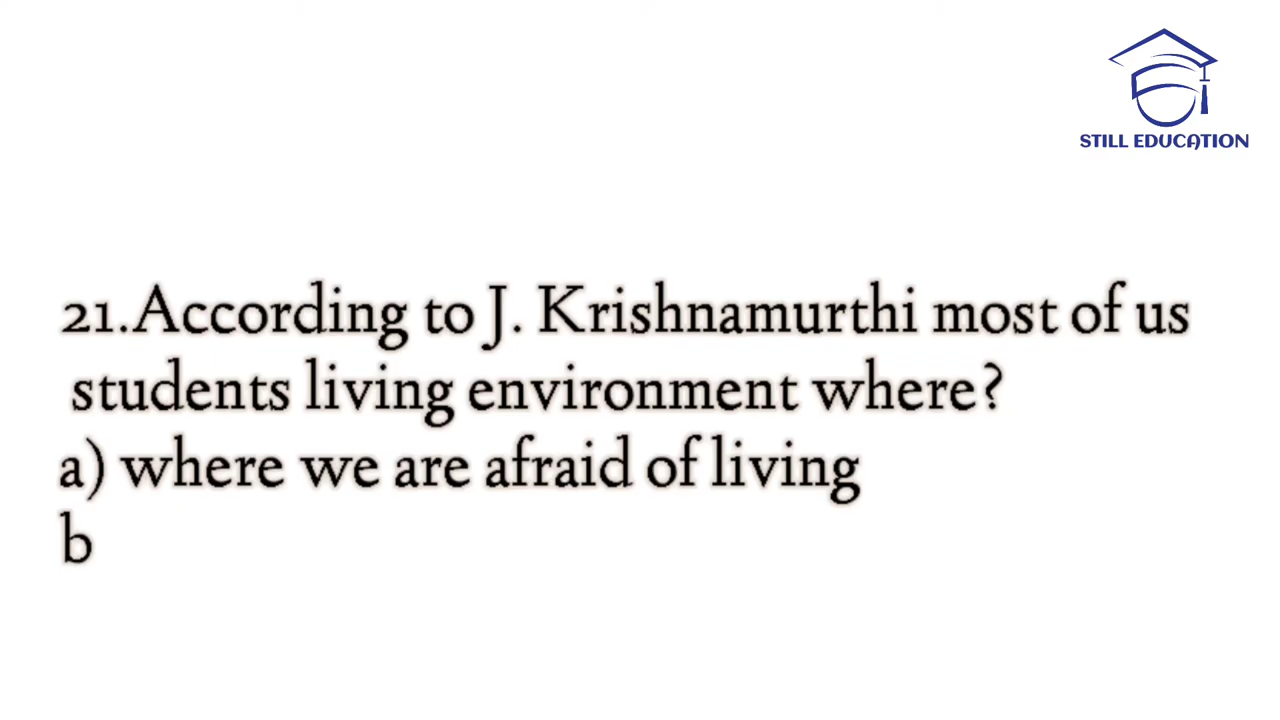 STILL EDUCATION
21.According to J. Krishnamurthi most of us
students living environment where?
a) where we are afraid of living
b